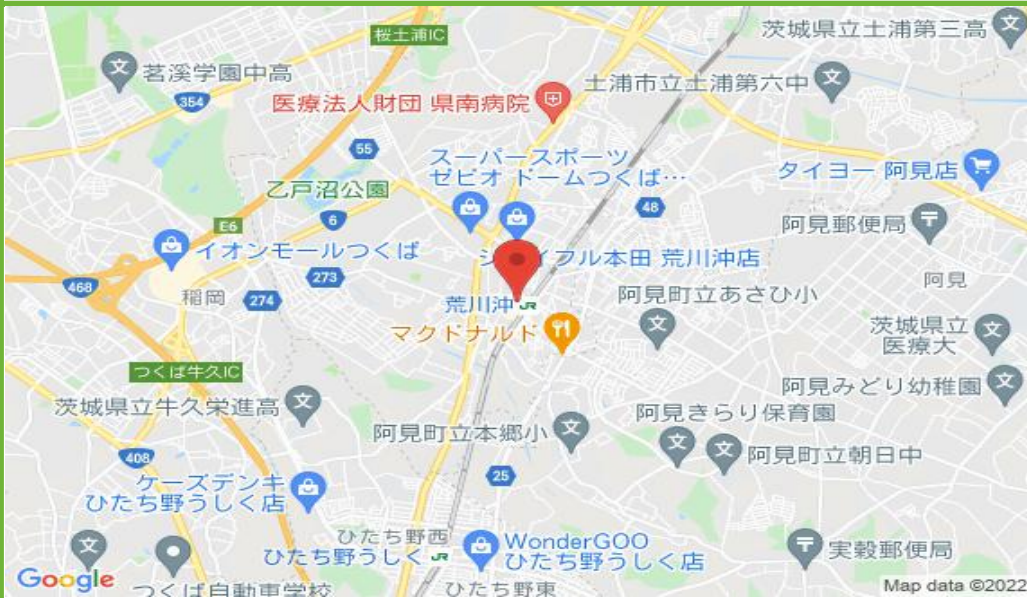 桜土浦IC
茨城県立土浦第三高
茗溪学園中高
354
土浦市立土浦第六中
医療法人財団 県南病院
55
スーパースポーツ
ゼビオ ドームつくば…
タイヨー 阿見店
乙戸沼公園
6
48
E6
阿見郵便局
イオンモールつくば
フル本田 荒川沖店
468
稲岡
274
273
阿見
荒川沖
JR
阿見町立あさひ小
マクドナルド
茨城県立
医療大
つくば牛久IC
阿見みどり幼稚園
茨城県立牛久栄進高
阿見きらり保育園
阿見町立本郷小
阿見町立朝日中
408
25
ケーズデンキ
ひたち野うしく店
ひたち野西
ひたち野うしく
JR
WonderGOO
ひたち野うしく店
実穀郵便局
Google
つくば自動車学校
ひたち野東
Map data ©2022